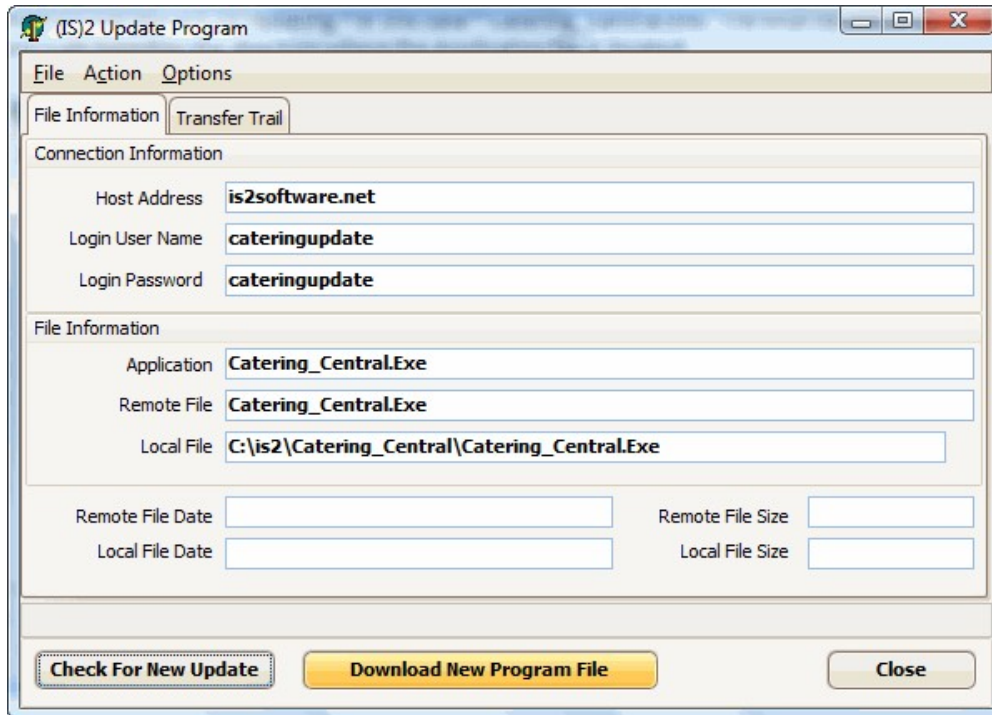 (IS)2 Update Program
File Action Options
File Information Transfer Trail
Connection Information
Host Address is2software.net
Login User Name cateringupdate
Login Password cateringupdate
File Information
Application Catering_Central.Exe
Remote File Catering_Central.Exe
Local File C:\is2\Catering_Central\Catering_Central.Exe
Remote File Date Remote File Size
Local File Date Local File Size
Check For New Update Download New Program File Close